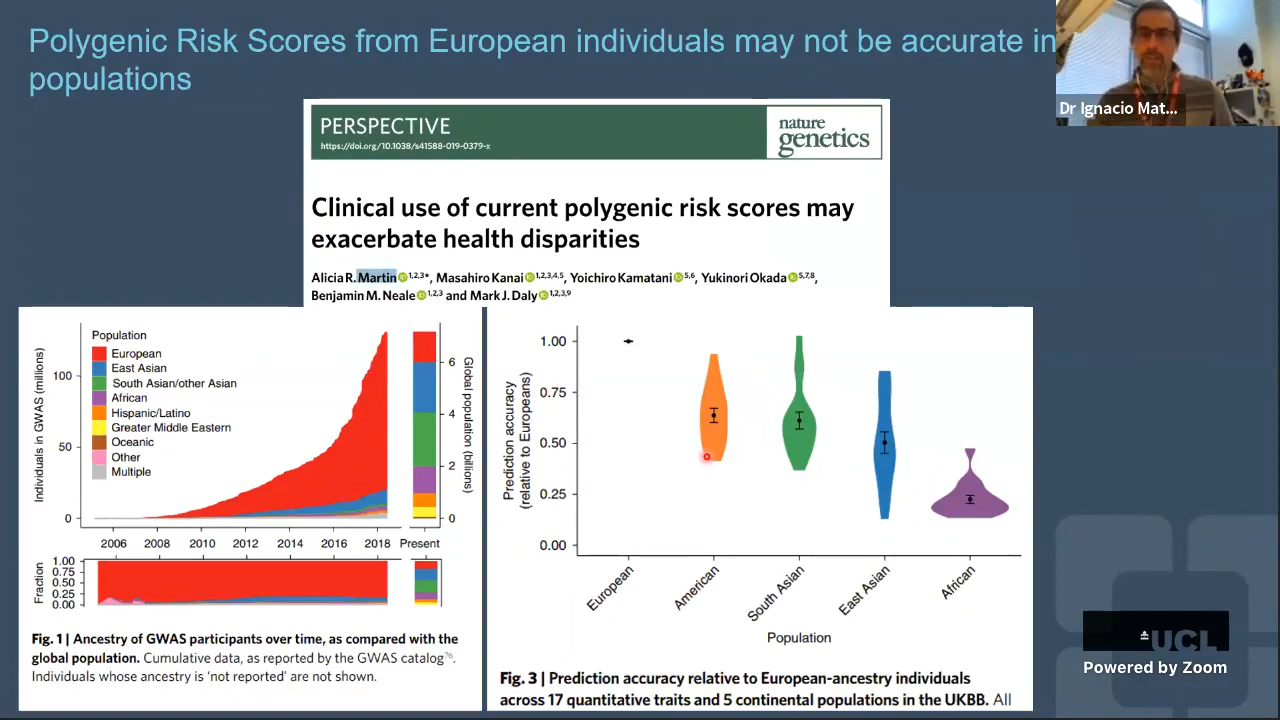 Polygenic Risk Scores from European individuals may not be accurate in
populations
Dr Ignacio Mat...
PERSPECTIVE
https://doi.org/10.1038/s41588-019-0379-x
nature
genetics
Clinical use of current polygenic risk scores may
exacerbate health disparities
Alicia R. Martin 1,2,3*, Masahiro Kanai 1,2,3,4,5, Yoichiro Kamatani 5,6, Yukinori Okada 5,7,8,
Benjamin M. Neale 1,2,3 and Mark J. Daly 1,2,3,9
Population
European
East Asian
South Asian/other Asian
African
Hispanic/Latino
Greater Middle Eastern
Oceanic
Other
Multiple
Individuals in GWAS (millions)
100
50
0
Global population (billions)
6
4
2
0
2006 2008 2010 2012 2014 2016 2018 Present
Fraction
1.00
0.75
0.50
0.25
0.00
Fig. 1 | Ancestry of GWAS participants over time, as compared with the
global population. Cumulative data, as reported by the GWAS catalog76.
Individuals whose ancestry is 'not reported' are not shown.
Prediction accuracy
(relative to Europeans)
1.00
0.75
0.50
0.25
0.00
European
American
South Asian
East Asian
African
Population
Fig. 3 | Prediction accuracy relative to European-ancestry individuals
across 17 quantitative traits and 5 continental populations in the UKBB. All
UCL
Powered by Zoom